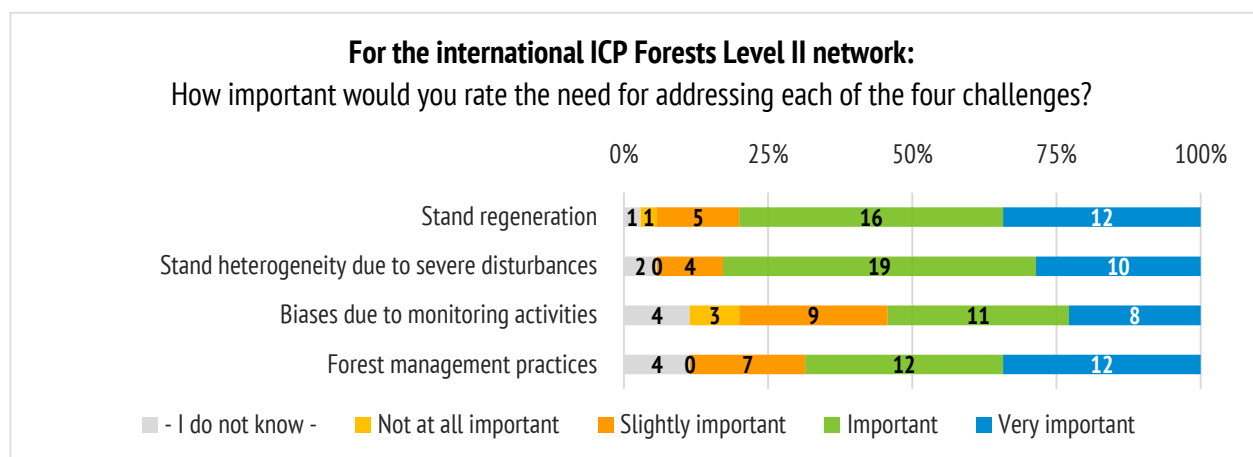 For the international ICP Forests Level II network:
How important would you rate the need for addressing each of the four challenges?
0% 25% 50% 75% 100%
Stand regeneration 1 1 5 16 12
Stand heterogeneity due to severe disturbances 2 0 4 19 10
Biases due to monitoring activities 4 3 9 11 8
Forest management practices 4 0 7 12 12
- I do not know - Not at all important Slightly important Important Very important